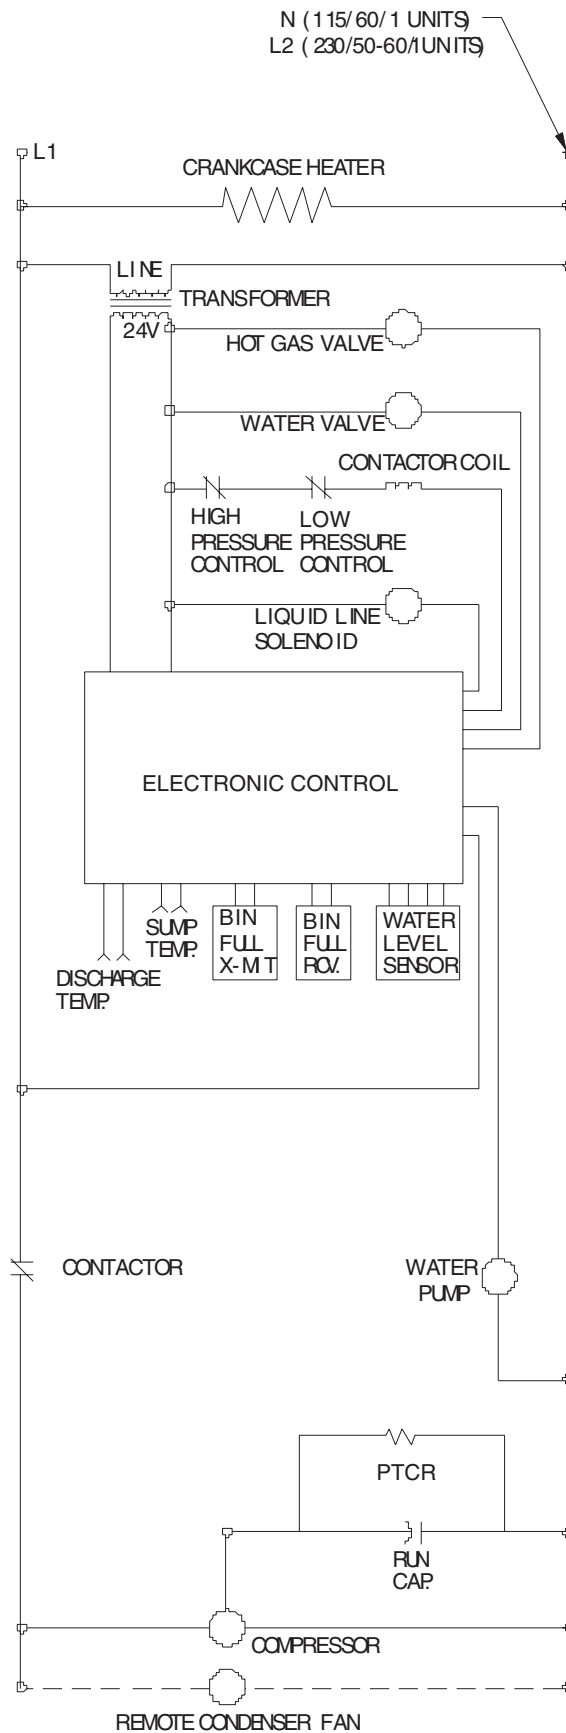 N (115/60/1 UNITS)
L2 (230/50-60/1UNITS)
L1
CRANKCASE HEATER
LINE
TRANSFORMER
24V
HOT GAS VALVE
WATER VALVE
CONTACTOR COIL
HIGH
PRESSURE
CONTROL
LOW
PRESSURE
CONTROL
LIQUID LINE
SOLENOID
ELECTRONIC CONTROL
DISCHARGE
TEMP.
SUMP
TEMP.
BIN
FULL
X-MIT
BIN
FULL
RCV.
WATER
LEVEL
SENSOR
CONTACTOR
WATER
PUMP
PTCR
RUN
CAP.
COMPRESSOR
REMOTE CONDENSER FAN